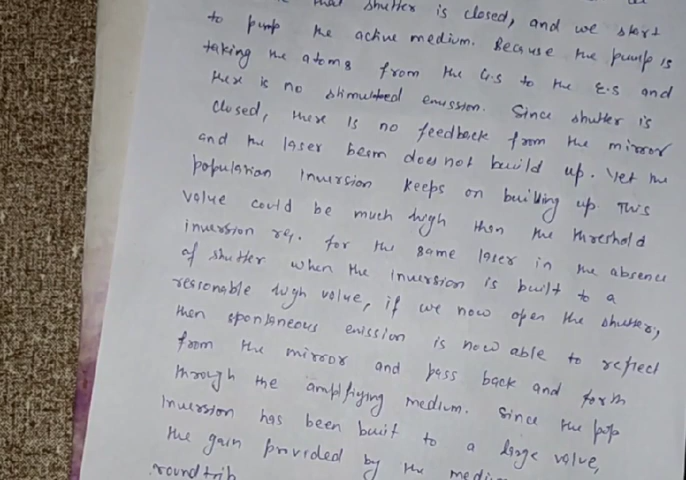 that shutter is closed, and we start
to pump the active medium. Because the pump is
taking the atoms from the G.S to the E.S and
there is no stimulated emission. Since shutter is
closed, there is no feedback from the mirror
and the laser beam does not build up. Yet the
population inversion keeps on building up. This
value could be much high then the threshold
inversion req. for the same laser in the absence
of shutter when the inversion is built to a
reasonable high value, if we now open the shutter,
then spontaneous emission is now able to reflect
from the mirror and pass back and forth
through the amplifying medium. Since the pop
inversion has been built to a large value,
the gain provided by the
roundtrip